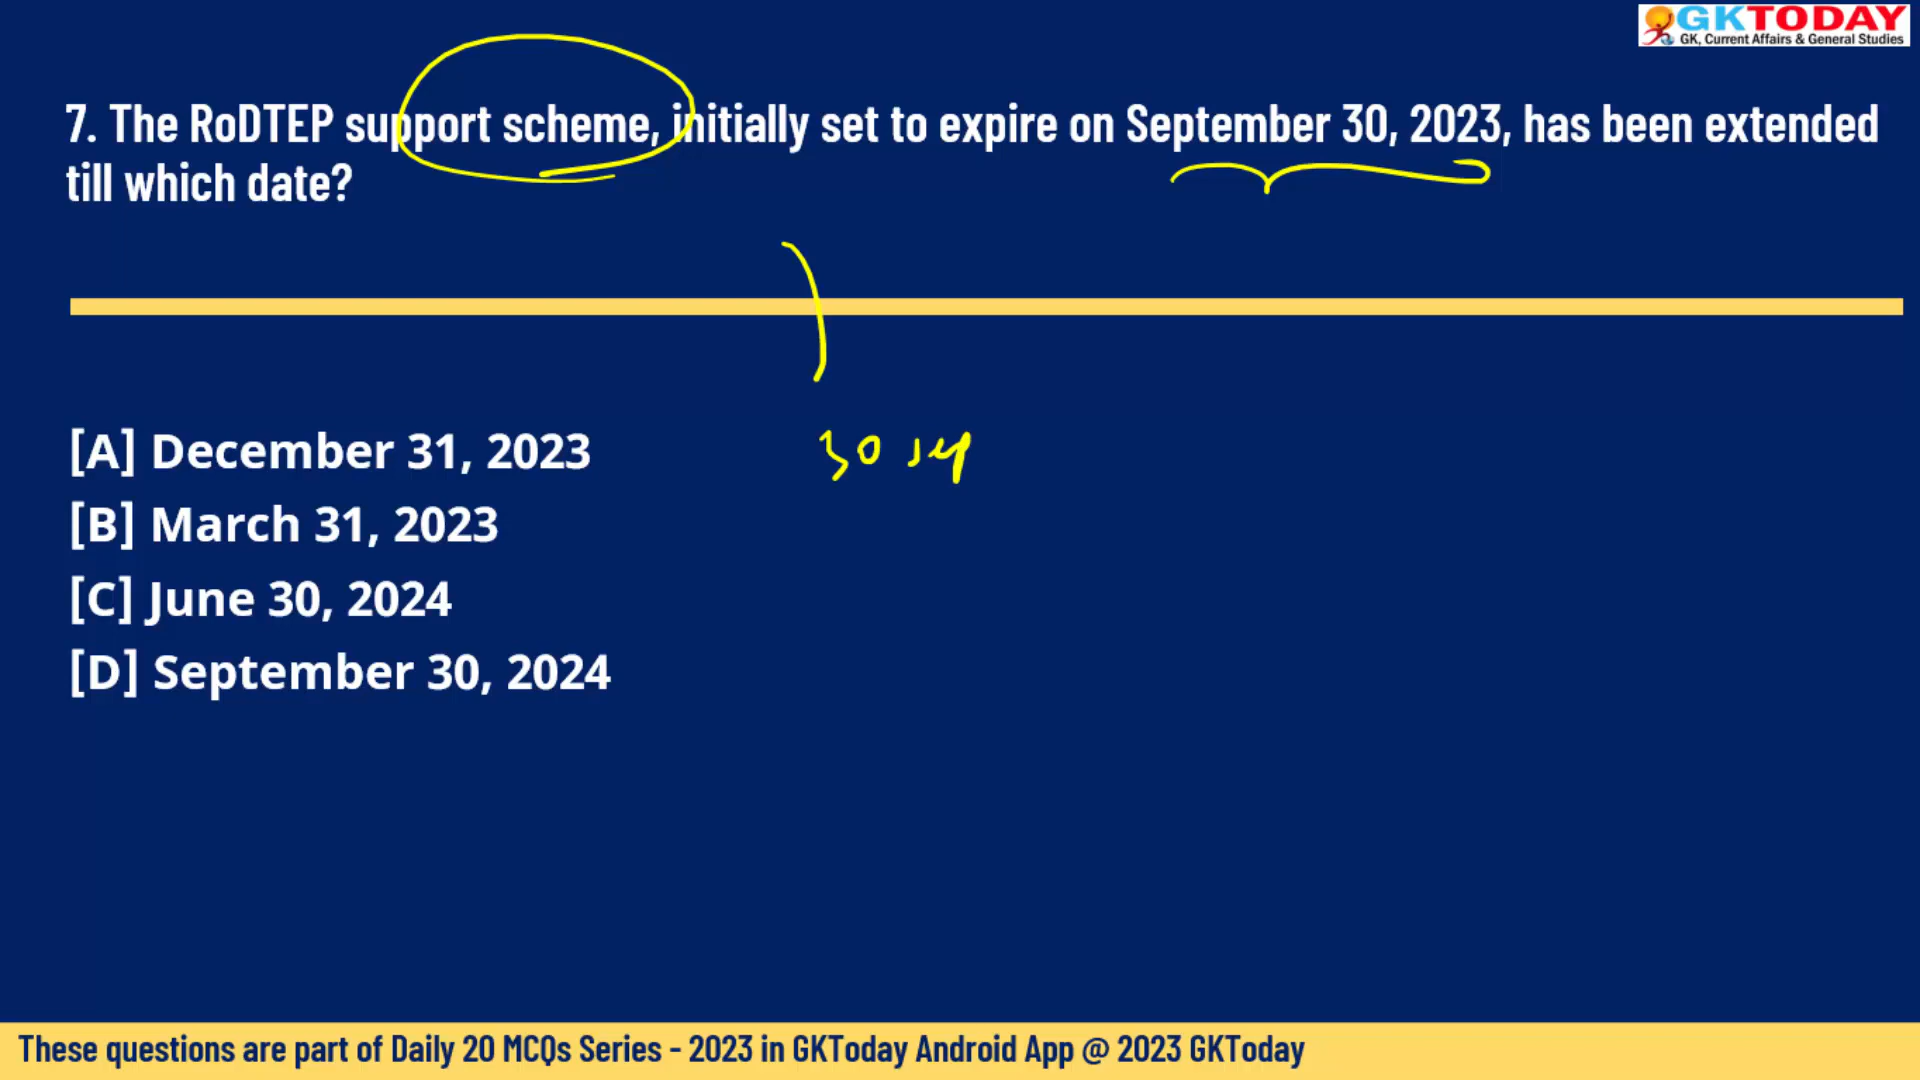 GKTODAY
GK, Current Affairs & General Studies
7. The RoDTEP support scheme, initially set to expire on September 30, 2023, has been extended
till which date?
[A] December 31, 2023
30 sep
[B] March 31, 2023
[C] June 30, 2024
[D] September 30, 2024
These questions are part of Daily 20 MCQs Series - 2023 in GKToday Android App @ 2023 GKToday